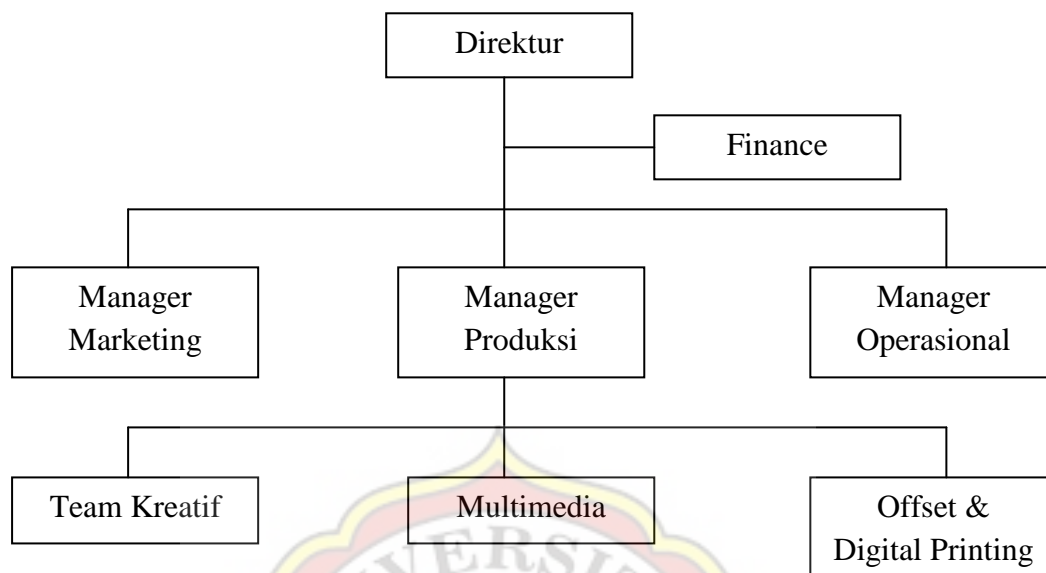 Direktur
Finance
Manager
Marketing
Manager
Produksi
Manager
Operasional
Team Kreatif
Multimedia
Offset &
Digital Printing